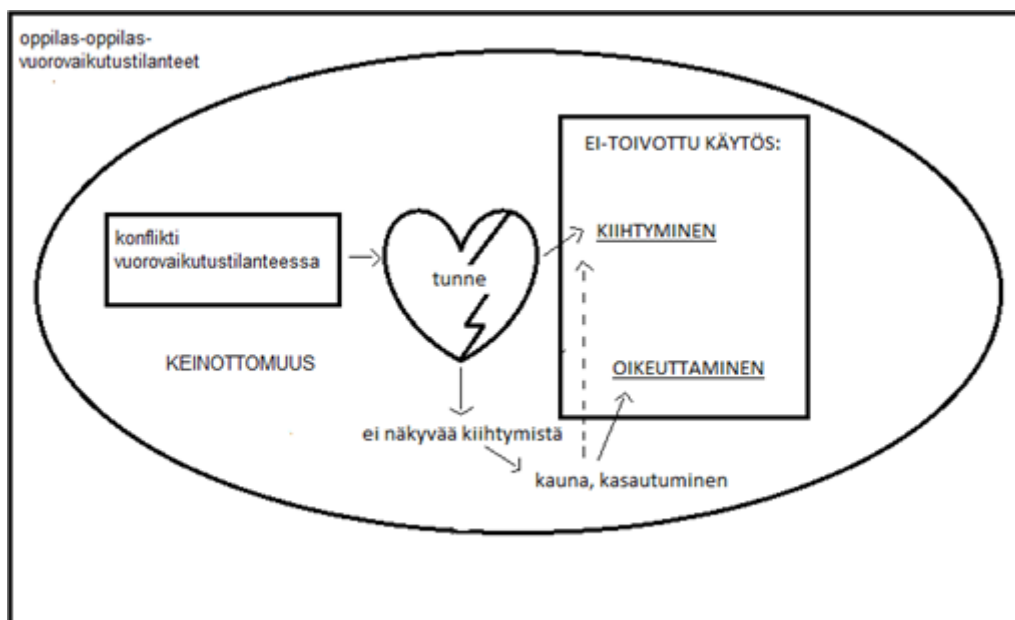 oppilas-oppilas-
vuorovaikutustilanteet
EI-TOIVOTTU KÄYTÖS:
konflikti
vuorovaikutustilanteessa
tunne
KIIHTYMINEN
KEINOTTOMUUS
OIKEUTTAMINEN
ei näkyvää kiihtymistä
kauna, kasautuminen